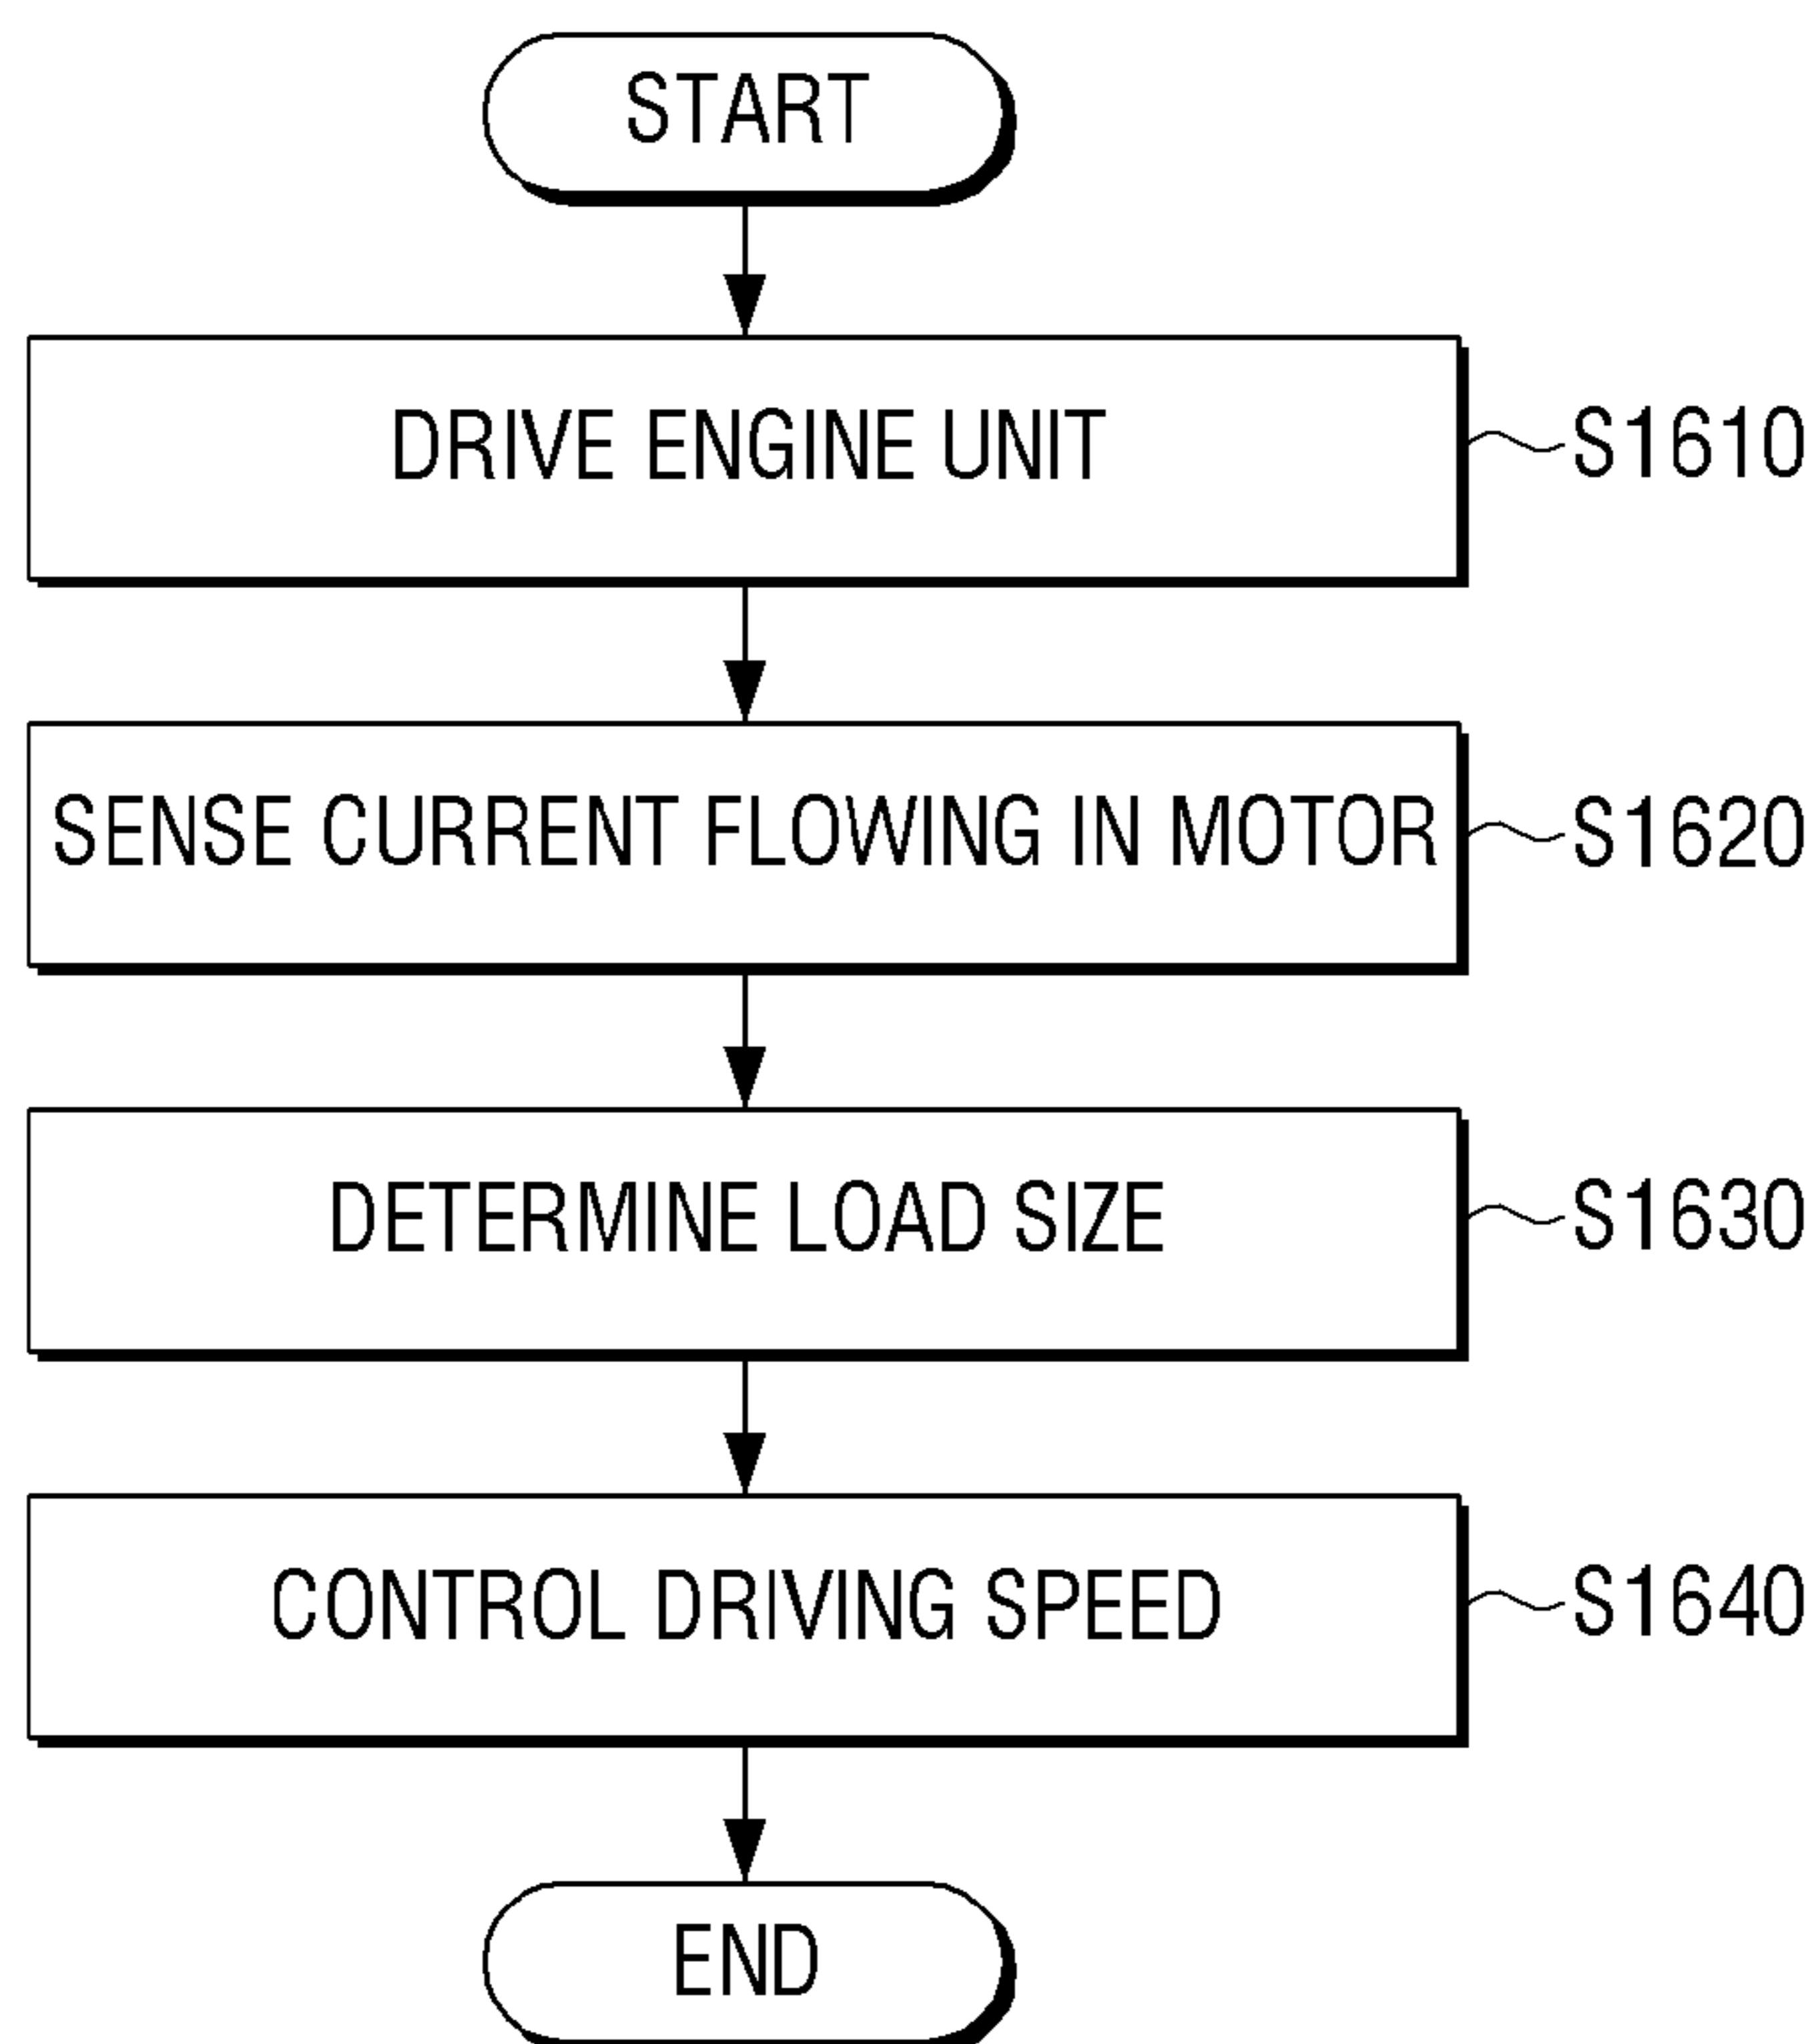 START
DRIVE ENGINE UNIT
S1610
SENSE CURRENT FLOWING IN MOTOR
S1620
DETERMINE LOAD SIZE
S1630
CONTROL DRIVING SPEED
S1640
END